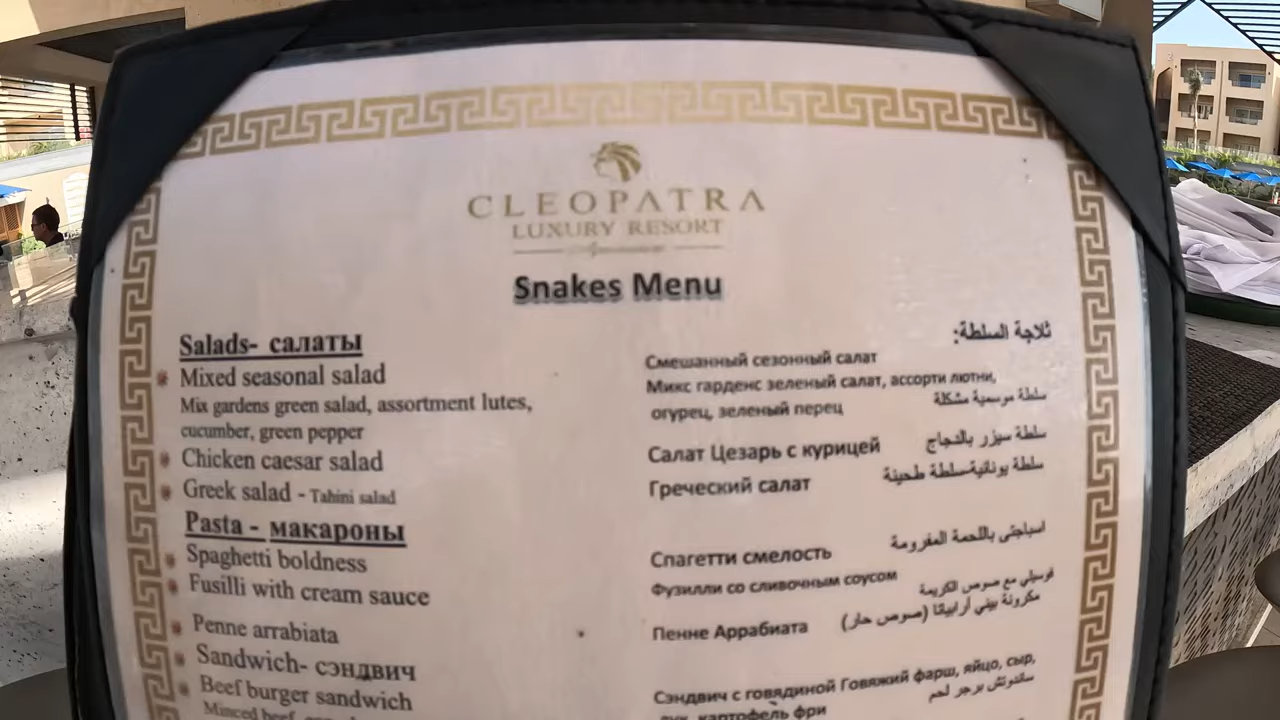 CLEOPATRA
LUXURY RESORT
Snakes Menu
Salads- салаты
ثلاجة السلطة:
Mixed seasonal salad
Смешанный сезонный салат
Mix gardens green salad, assortment lutes,
Микс гарденс зеленый салат, ассорти лютни,
cucumber, green pepper
огурец, зеленый перец
سلطة موسمية مشكلة
Chicken caesar salad
Салат Цезарь с курицей
سلطة سيزر بالدجاج
Greek salad - Tahini salad
Греческий салат
سلطة يونانية-سلطة طحينة
Pasta - макароны
Spaghetti boldness
Спагетти смелость
اسباجتى باللحمة المفرومة
Fusilli with cream sauce
Фузилли со сливочным соусом
فوسيلي مع صوص الكريمة
Penne arrabiata
Пенне Аррабиата
مكرونة بيني أرابياتا (صوص حار)
Sandwich- сэндвич
Beef burger sandwich
Сэндвич с говядиной Говяжий фарш, яйцо, сыр,
ساندوتش برجر لحم
Minced beef,
лук, картофель фри